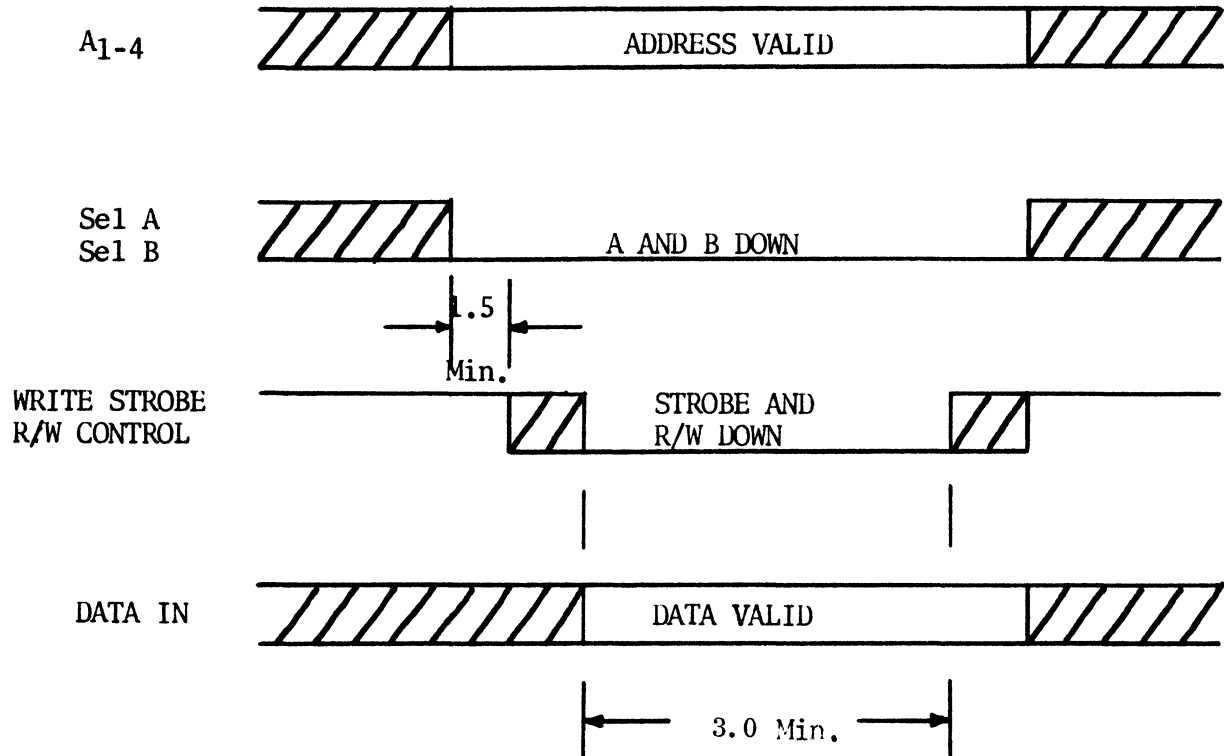 A1-4
ADDRESS VALID
Sel A
Sel B
A AND B DOWN
1.5
Min.
WRITE STROBE
R/W CONTROL
STROBE AND
R/W DOWN
DATA IN
DATA VALID
3.0 Min.